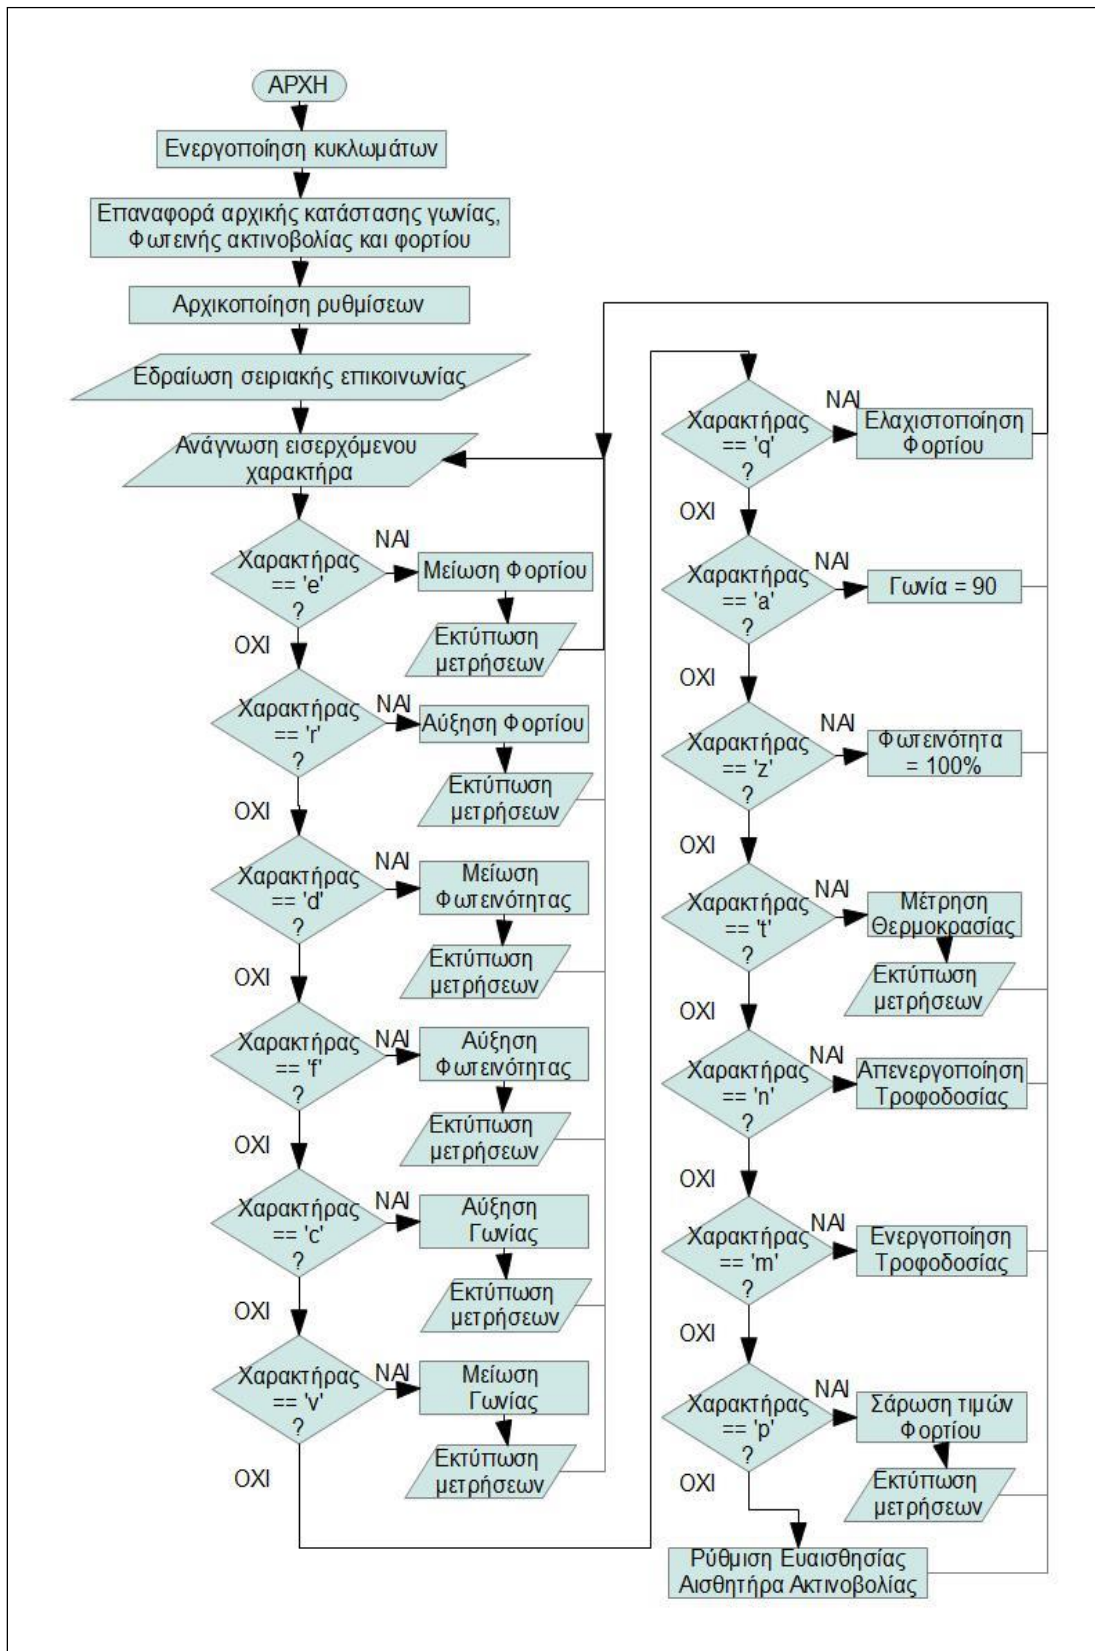 ΑΡΧΗ
Ενεργοποίηση κυκλωμάτων
Επαναφορά αρχικής κατάστασης γωνίας,
Φωτεινής ακτινοβολίας και φορτίου
Αρχικοποίηση ρυθμίσεων
Εδραίωση σειριακής επικοινωνίας
Ανάγνωση εισερχόμενου
χαρακτήρα
Χαρακτήρας
== 'e'
?
ΝΑΙ
Μείωση Φορτίου
Εκτύπωση
μετρήσεων
ΟΧΙ
Χαρακτήρας
== 'r'
?
ΝΑΙ
Αύξηση Φορτίου
Εκτύπωση
μετρήσεων
ΟΧΙ
Χαρακτήρας
== 'd'
?
ΝΑΙ
Μείωση
Φωτεινότητας
Εκτύπωση
μετρήσεων
ΟΧΙ
Χαρακτήρας
== 'f'
?
ΝΑΙ
Αύξηση
Φωτεινότητας
Εκτύπωση
μετρήσεων
ΟΧΙ
Χαρακτήρας
== 'c'
?
ΝΑΙ
Αύξηση
Γωνίας
Εκτύπωση
μετρήσεων
ΟΧΙ
Χαρακτήρας
== 'v'
?
ΝΑΙ
Μείωση
Γωνίας
Εκτύπωση
μετρήσεων
ΟΧΙ
Χαρακτήρας
== 'q'
?
ΝΑΙ
Ελαχιστοποίηση
Φορτίου
ΟΧΙ
Χαρακτήρας
== 'a'
?
ΝΑΙ
Γωνία = 90
ΟΧΙ
Χαρακτήρας
== 'z'
?
ΝΑΙ
Φωτεινότητα
= 100%
ΟΧΙ
Χαρακτήρας
== 't'
?
ΝΑΙ
Μέτρηση
Θερμοκρασίας
Εκτύπωση
μετρήσεων
ΟΧΙ
Χαρακτήρας
== 'n'
?
ΝΑΙ
Απενεργοποίηση
Τροφοδοσίας
ΟΧΙ
Χαρακτήρας
== 'm'
?
ΝΑΙ
Ενεργοποίηση
Τροφοδοσίας
ΟΧΙ
Χαρακτήρας
== 'p'
?
ΝΑΙ
Σάρωση τιμών
Φορτίου
Εκτύπωση
μετρήσεων
ΟΧΙ
Ρύθμιση Ευαισθησίας
Αισθητήρα Ακτινοβολίας